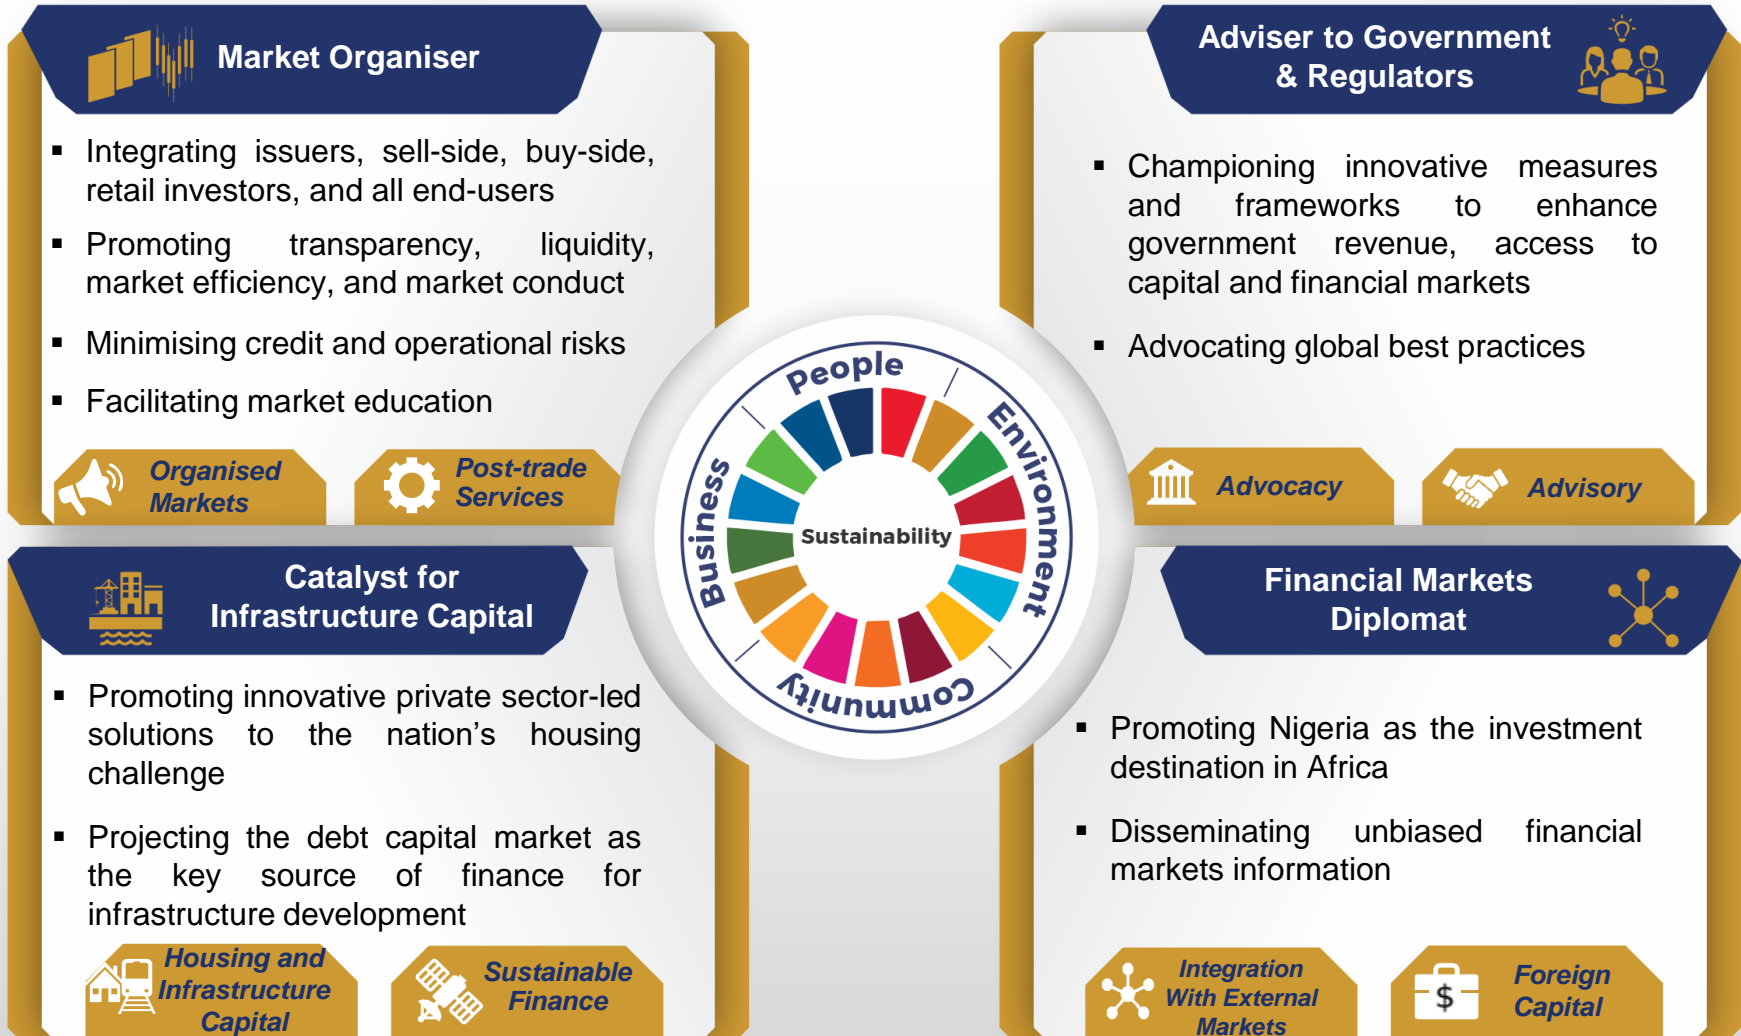 Market Organiser
▪ Integrating issuers, sell-side, buy-side,
retail investors, and all end-users
▪ Promoting transparency, liquidity,
market efficiency, and market conduct
▪ Minimising credit and operational risks
▪ Facilitating market education
Organised
Markets
Post-trade
Services
Adviser to Government
& Regulators
▪ Championing innovative measures
and frameworks to enhance
government revenue, access to
capital and financial markets
▪ Advocating global best practices
Advocacy
Advisory
People
Environment
Community
Business
Sustainability
Catalyst for
Infrastructure Capital
▪ Promoting innovative private sector-led
solutions to the nation’s housing
challenge
▪ Projecting the debt capital market as
the key source of finance for
infrastructure development
Housing and
Infrastructure
Capital
Sustainable
Finance
Financial Markets
Diplomat
▪ Promoting Nigeria as the investment
destination in Africa
▪ Disseminating unbiased financial
markets information
Integration
With External
Markets
$
Foreign
Capital